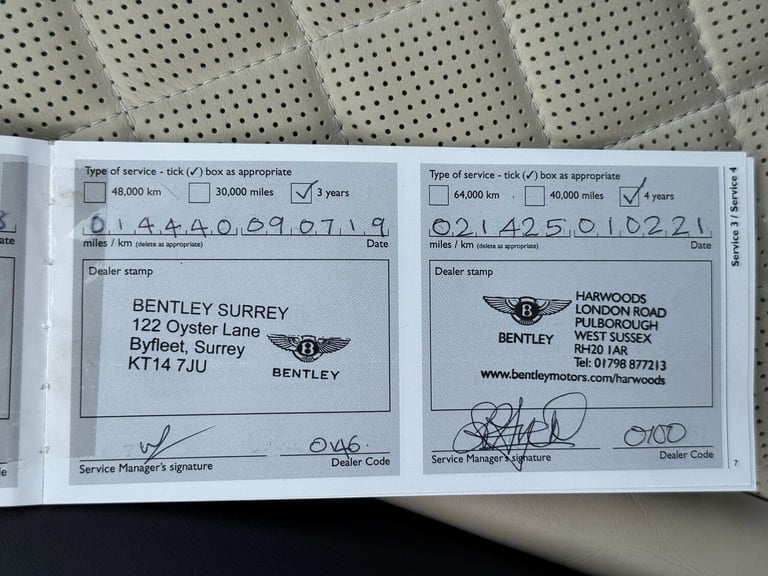 Type of service - tick (✓) box as appropriate
48,000 km 30,000 miles ✓ 3 years
014440 090719
miles / km (delete as appropriate) Date
Dealer stamp
BENTLEY SURREY
122 Oyster Lane
Byfleet, Surrey
KT14 7JU
B
BENTLEY
0146
Service Manager's signature Dealer Code
Type of service - tick (✓) box as appropriate
64,000 km 40,000 miles ✓ 4 years
021425 010221
miles / km (delete as appropriate) Date
Dealer stamp
B
BENTLEY
HARWOODS
LONDON ROAD
PULBOROUGH
WEST SUSSEX
RH20 1AR
Tel: 01798 877213
www.bentleymotors.com/harwoods
0100
Service Manager's signature Dealer Code
7
Service 3 / Service 4